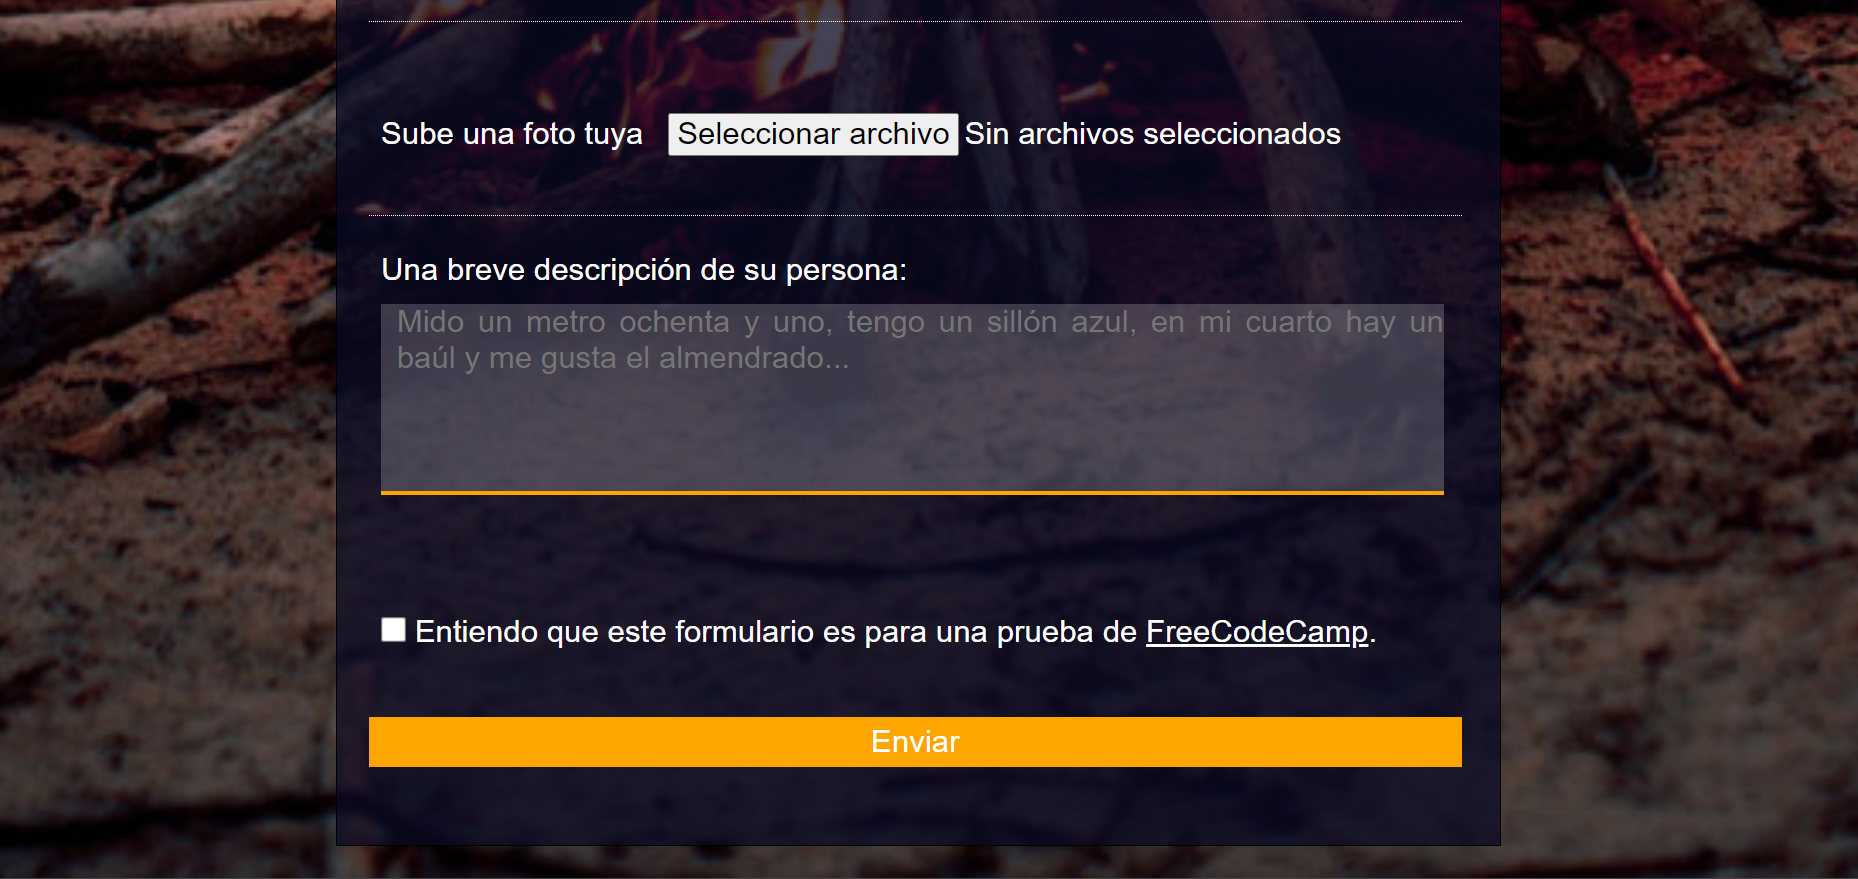 Sube una foto tuya Seleccionar archivo Sin archivos seleccionados
Una breve descripción de su persona:
Mido un metro ochenta y uno, tengo un sillón azul, en mi cuarto hay un
baúl y me gusta el almendrado...
Entiendo que este formulario es para una prueba de FreeCodeCamp.
Enviar